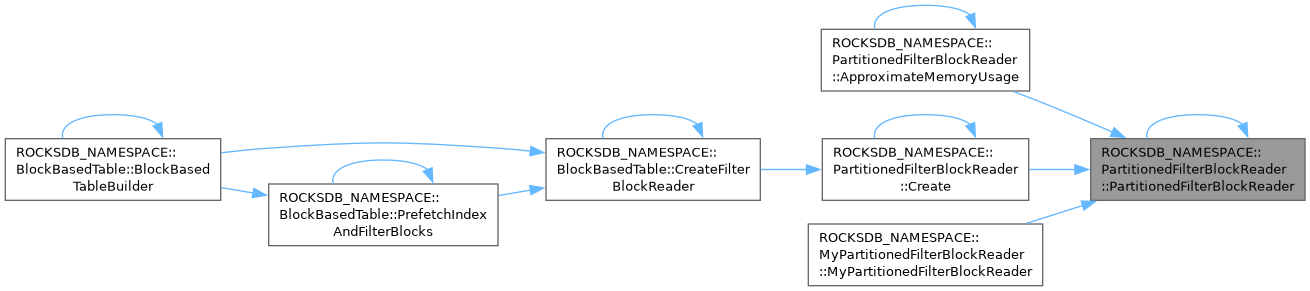 ROCKSDB_NAMESPACE::
PartitionedFilterBlockReader
::ApproximateMemoryUsage
ROCKSDB_NAMESPACE::
BlockBasedTable::BlockBased
TableBuilder
ROCKSDB_NAMESPACE::
BlockBasedTable::PrefetchIndex
AndFilterBlocks
ROCKSDB_NAMESPACE::
BlockBasedTable::CreateFilter
BlockReader
ROCKSDB_NAMESPACE::
PartitionedFilterBlockReader
::Create
ROCKSDB_NAMESPACE::
PartitionedFilterBlockReader
::PartitionedFilterBlockReader
ROCKSDB_NAMESPACE::
MyPartitionedFilterBlockReader
::MyPartitionedFilterBlockReader